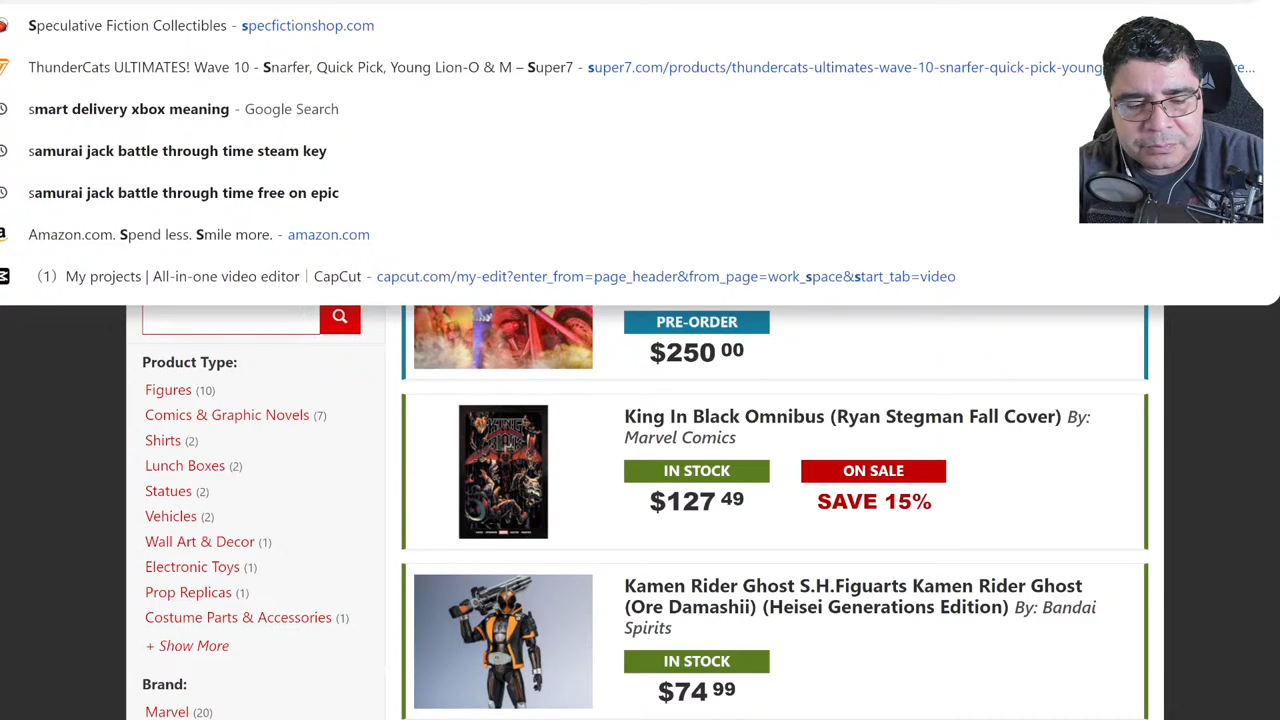 Speculative Fiction Collectibles - specfictionshop.com
ThunderCats ULTIMATES! Wave 10 - Snarfer, Quick Pick, Young Lion-O & M – Super7 - super7.com/products/thundercats-ultimates-wave-10-snarfer-quick-pick-young
smart delivery xbox meaning - Google Search
samurai jack battle through time steam key
samurai jack battle through time free on epic
Amazon.com. Spend less. Smile more. - amazon.com
(1) My projects | All-in-one video editor | CapCut - capcut.com/my-edit?enter_from=page_header&from_page=work_space&start_tab=video
PRE-ORDER
$250 00
Product Type:
Figures (10)
Comics & Graphic Novels (7)
Shirts (2)
Lunch Boxes (2)
Statues (2)
Vehicles (2)
Wall Art & Decor (1)
Electronic Toys (1)
Prop Replicas (1)
Costume Parts & Accessories (1)
+ Show More
Brand:
Marvel (20)
King In Black Omnibus (Ryan Stegman Fall Cover) By:
Marvel Comics
IN STOCK
ON SALE
$127 49
SAVE 15%
Kamen Rider Ghost S.H.Figuarts Kamen Rider Ghost
(Ore Damashii) (Heisei Generations Edition) By: Bandai
Spirits
IN STOCK
$74 99